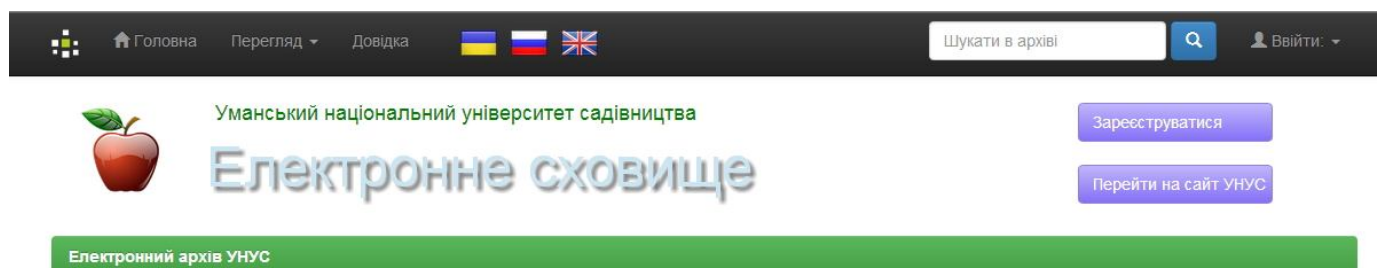 Головна Перегляд Довідка Шукати в архіві Ввійти:
Уманський національний університет садівництва
Зареєструватися
Електронне сховище
Перейти на сайт УНУС
Електронний архів УНУС